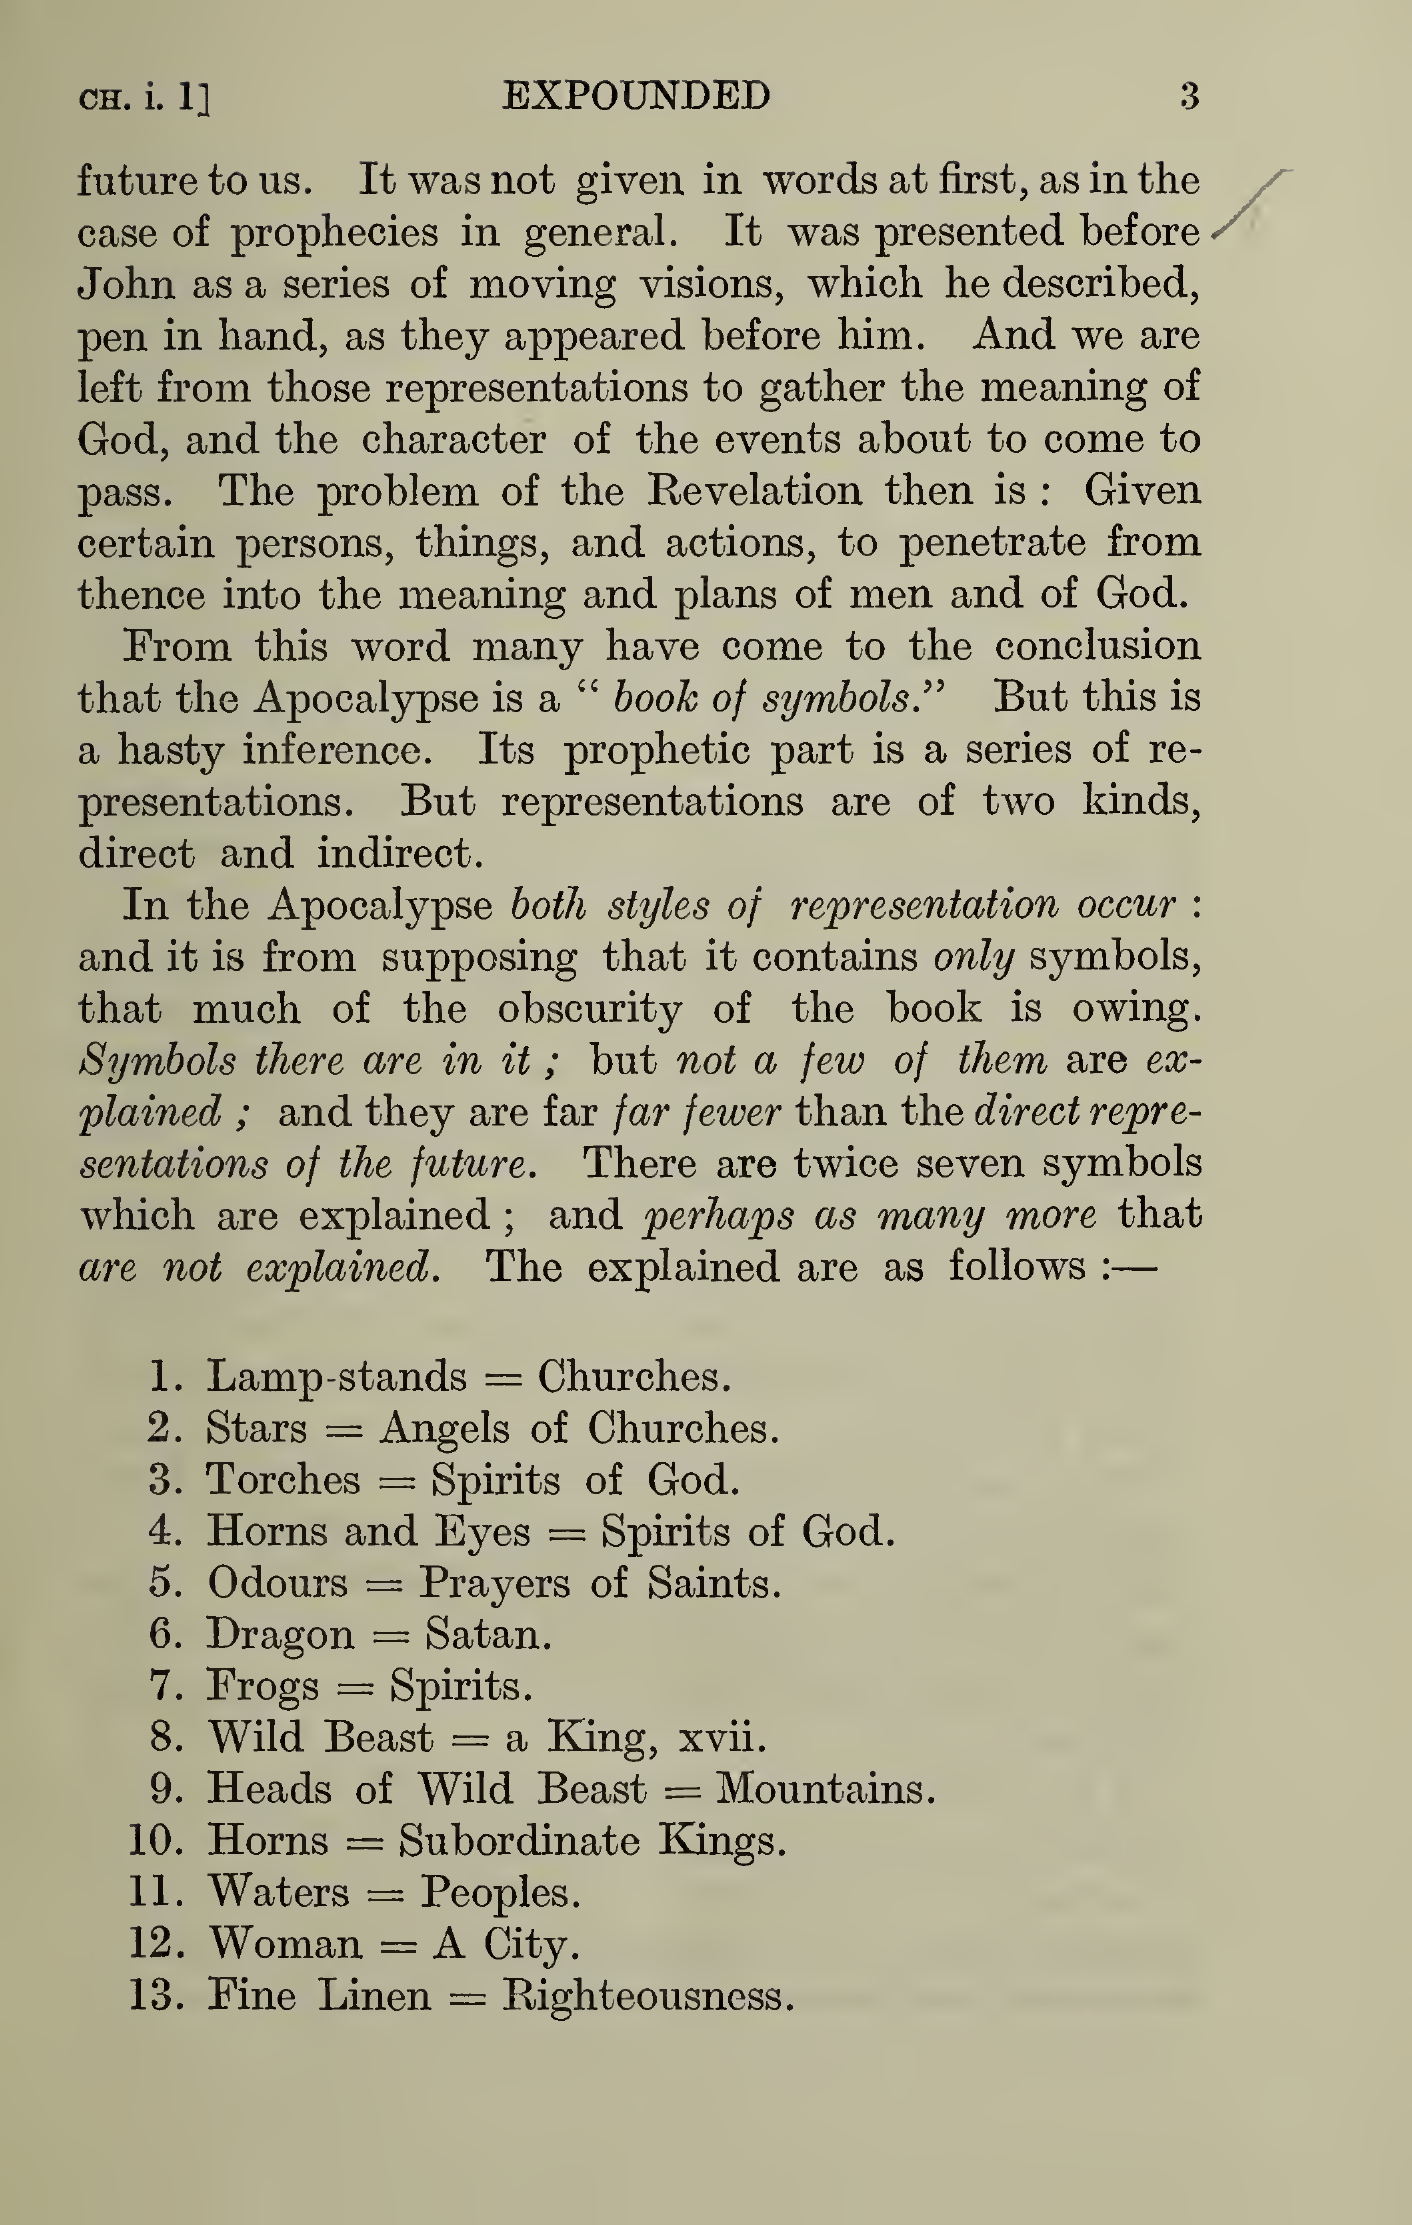 CH. i. 1] EXPOUNDED 3
future to us. It was not given in words at first, as in the
case of prophecies in general. It was presented before
John as a series of moving visions, which he described,
pen in hand, as they appeared before him. And we are
left from those representations to gather the meaning of
God, and the character of the events about to come to
pass. The problem of the Revelation then is : Given
certain persons, things, and actions, to penetrate from
thence into the meaning and plans of men and of God.
From this word many have come to the conclusion
that the Apocalypse is a “ book of symbols.” But this is
a hasty inference. Its prophetic part is a series of re-
presentations. But representations are of two kinds,
direct and indirect.
In the Apocalypse both styles of representation occur :
and it is from supposing that it contains only symbols,
that much of the obscurity of the book is owing.
Symbols there are in it ; but not a few of them are ex-
plained ; and they are far far fewer than the direct repre-
sentations of the future. There are twice seven symbols
which are explained ; and perhaps as many more that
are not explained. The explained are as follows :—
1. Lamp-stands = Churches.
2. Stars = Angels of Churches.
3. Torches = Spirits of God.
4. Horns and Eyes = Spirits of God.
5. Odours = Prayers of Saints.
6. Dragon = Satan.
7. Frogs = Spirits.
8. Wild Beast = a King, xvii.
9. Heads of Wild Beast = Mountains.
10. Horns = Subordinate Kings.
11. Waters = Peoples.
12. Woman = A City.
13. Fine Linen = Righteousness.